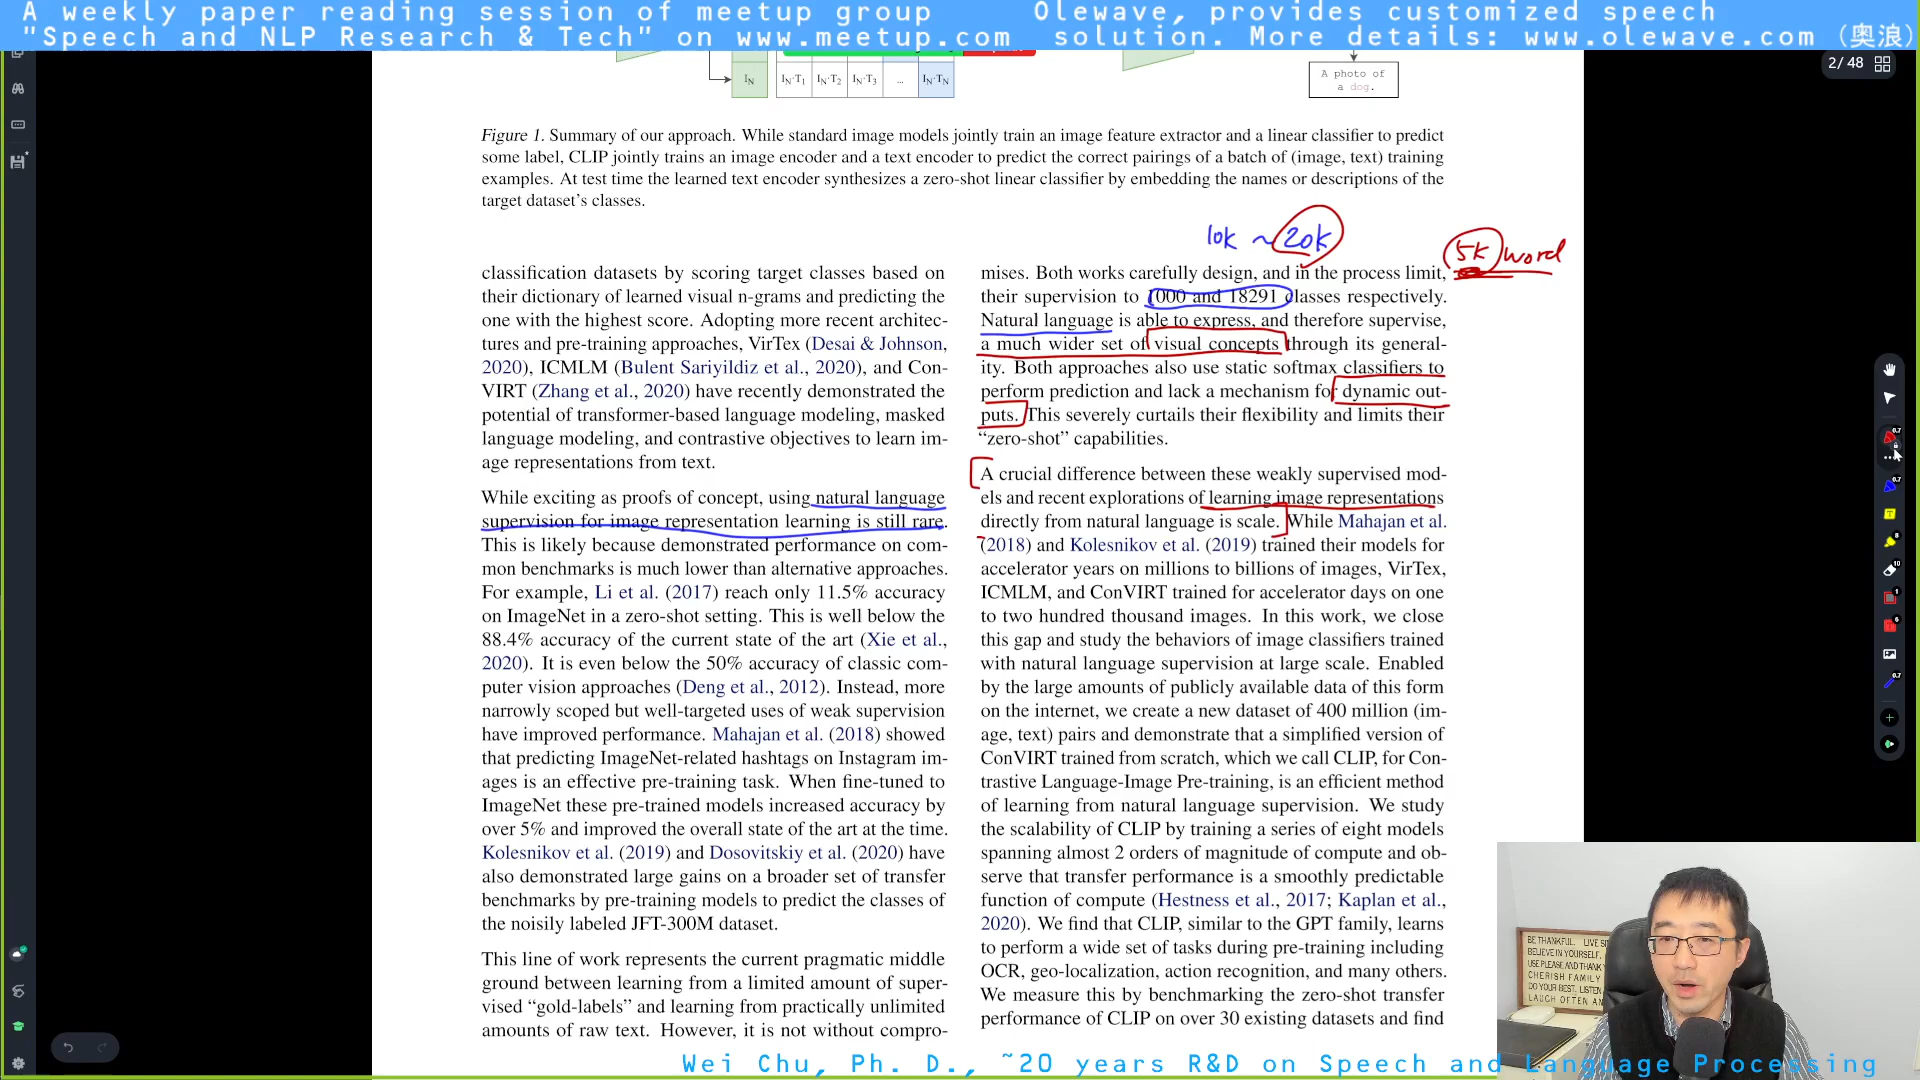 A weekly paper reading session of meetup group
"Speech and NLP Research & Tech" on www.meetup.com
Olewave, provides customized speech
solution. More details: www.olewave.com (奥浪)
2/ 48
I_N
I_N·T_1 I_N·T_2 I_N·T_3 ... I_N·T_N
A photo of
a dog.
Figure 1. Summary of our approach. While standard image models jointly train an image feature extractor and a linear classifier to predict
some label, CLIP jointly trains an image encoder and a text encoder to predict the correct pairings of a batch of (image, text) training
examples. At test time the learned text encoder synthesizes a zero-shot linear classifier by embedding the names or descriptions of the
target dataset's classes.
classification datasets by scoring target classes based on
their dictionary of learned visual n-grams and predicting the
one with the highest score. Adopting more recent architec-
tures and pre-training approaches, VirTex (Desai & Johnson,
2020), ICMLM (Bulent Sariyildiz et al., 2020), and Con-
VIRT (Zhang et al., 2020) have recently demonstrated the
potential of transformer-based language modeling, masked
language modeling, and contrastive objectives to learn im-
age representations from text.
While exciting as proofs of concept, using natural language
supervision for image representation learning is still rare.
This is likely because demonstrated performance on com-
mon benchmarks is much lower than alternative approaches.
For example, Li et al. (2017) reach only 11.5% accuracy
on ImageNet in a zero-shot setting. This is well below the
88.4% accuracy of the current state of the art (Xie et al.,
2020). It is even below the 50% accuracy of classic com-
puter vision approaches (Deng et al., 2012). Instead, more
narrowly scoped but well-targeted uses of weak supervision
have improved performance. Mahajan et al. (2018) showed
that predicting ImageNet-related hashtags on Instagram im-
ages is an effective pre-training task. When fine-tuned to
ImageNet these pre-trained models increased accuracy by
over 5% and improved the overall state of the art at the time.
Kolesnikov et al. (2019) and Dosovitskiy et al. (2020) have
also demonstrated large gains on a broader set of transfer
benchmarks by pre-training models to predict the classes of
the noisily labeled JFT-300M dataset.
This line of work represents the current pragmatic middle
ground between learning from a limited amount of super-
vised "gold-labels" and learning from practically unlimited
amounts of raw text. However, it is not without compro-
10k ~ 20k
5k word
mises. Both works carefully design, and in the process limit,
their supervision to 1000 and 18291 classes respectively.
Natural language is able to express, and therefore supervise,
a much wider set of visual concepts through its general-
ity. Both approaches also use static softmax classifiers to
perform prediction and lack a mechanism for dynamic out-
puts. This severely curtails their flexibility and limits their
"zero-shot" capabilities.
A crucial difference between these weakly supervised mod-
els and recent explorations of learning image representations
directly from natural language is scale. While Mahajan et al.
(2018) and Kolesnikov et al. (2019) trained their models for
accelerator years on millions to billions of images, VirTex,
ICMLM, and ConVIRT trained for accelerator days on one
to two hundred thousand images. In this work, we close
this gap and study the behaviors of image classifiers trained
with natural language supervision at large scale. Enabled
by the large amounts of publicly available data of this form
on the internet, we create a new dataset of 400 million (im-
age, text) pairs and demonstrate that a simplified version of
ConVIRT trained from scratch, which we call CLIP, for Con-
trastive Language-Image Pre-training, is an efficient method
of learning from natural language supervision. We study
the scalability of CLIP by training a series of eight models
spanning almost 2 orders of magnitude of compute and ob-
serve that transfer performance is a smoothly predictable
function of compute (Hestness et al., 2017; Kaplan et al.,
2020). We find that CLIP, similar to the GPT family, learns
to perform a wide set of tasks during pre-training including
OCR, geo-localization, action recognition, and many others.
We measure this by benchmarking the zero-shot transfer
performance of CLIP on over 30 existing datasets and find
BE THANKFUL. LIVE
BELIEVE IN YOURSELF.
USE PLEASE AND THANK
CHERISH FAMILY
DO YOUR BEST. LISTEN
LAUGH OFTEN
Wei Chu, Ph. D., ~20 years R&D on Speech and Language Processing